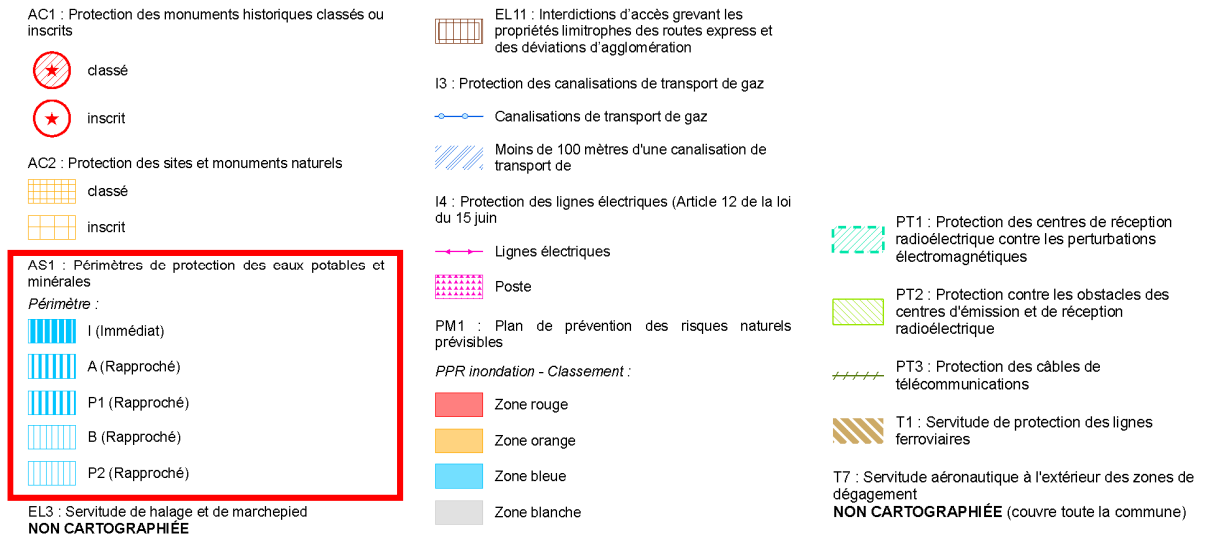 AC1 : Protection des monuments historiques classés ou
inscrits
classé
inscrit
AC2 : Protection des sites et monuments naturels
classé
inscrit
AS1 : Périmètres de protection des eaux potables et
minérales
Périmètre :
I (Immédiat)
A (Rapproché)
P1 (Rapproché)
B (Rapproché)
P2 (Rapproché)
EL3 : Servitude de halage et de marchepied
NON CARTOGRAPHIÉE
EL11 : Interdictions d'accès grevant les
propriétés limitrophes des routes express et
des déviations d'agglomération
I3 : Protection des canalisations de transport de gaz
Canalisations de transport de gaz
Moins de 100 mètres d'une canalisation de
transport de
I4 : Protection des lignes électriques (Article 12 de la loi
du 15 juin
Lignes électriques
Poste
PM1 : Plan de prévention des risques naturels
prévisibles
PPR inondation - Classement :
Zone rouge
Zone orange
Zone bleue
Zone blanche
PT1 : Protection des centres de réception
radioélectrique contre les perturbations
électromagnétiques
PT2 : Protection contre les obstacles des
centres d'émission et de réception
radioélectrique
PT3 : Protection des câbles de
télécommunications
T1 : Servitude de protection des lignes
ferroviaires
T7 : Servitude aéronautique à l'extérieur des zones de
dégagement
NON CARTOGRAPHIÉE (couvre toute la commune)